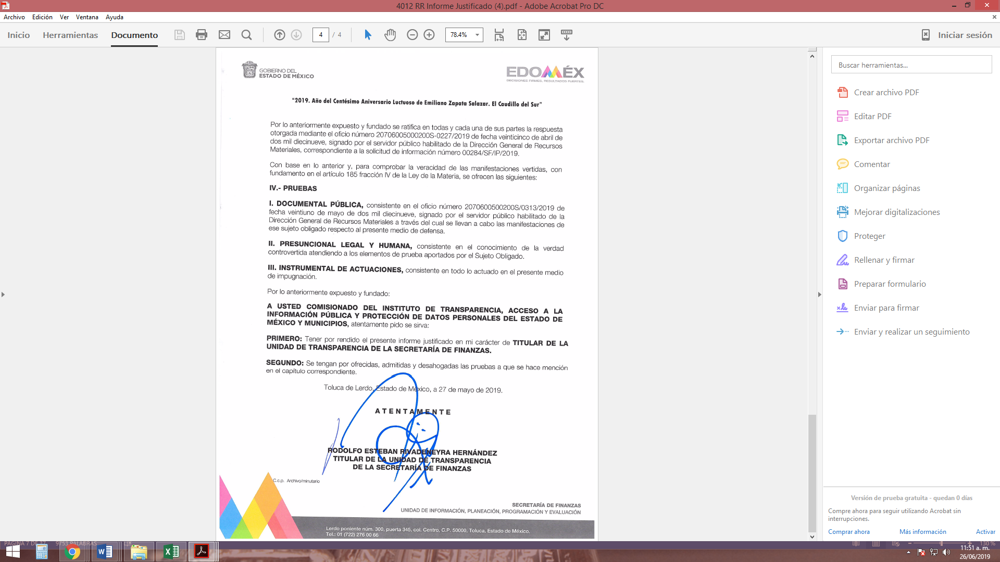 4012 RR Informe Justificado (4).pdf - Adobe Acrobat Pro DC
Archivo Edición Ver Ventana Ayuda
Inicio Herramientas Documento 4 / 4 78.4% Iniciar sesión
GOBIERNO DEL
ESTADO DE MÉXICO
EDOMÉX
DECISIONES FIRMES, RESULTADOS FUERTES.
"2019. Año del Centésimo Aniversario Luctuoso de Emiliano Zapata Salazar. El Caudillo del Sur"
Por lo anteriormente expuesto y fundado se ratifica en todas y cada una de sus partes la respuesta
otorgada mediante el oficio número 20706005000200S-0227/2019 de fecha veinticinco de abril de
dos mil diecinueve, signado por el servidor público habilitado de la Dirección General de Recursos
Materiales, correspondiente a la solicitud de información número 00284/SF/IP/2019.
Con base en lo anterior y, para comprobar la veracidad de las manifestaciones vertidas, con
fundamento en el artículo 185 fracción IV de la Ley de la Materia, se ofrecen las siguientes:
IV.- PRUEBAS
I. DOCUMENTAL PÚBLICA, consistente en el oficio número 2070600500200S/0313/2019 de
fecha veintiuno de mayo de dos mil diecinueve, signado por el servidor público habilitado de la
Dirección General de Recursos Materiales a través del cual se llevan a cabo las manifestaciones de
ese sujeto obligado respecto al presente medio de defensa.
II. PRESUNCIONAL LEGAL Y HUMANA, consistente en el conocimiento de la verdad
controvertida atendiendo a los elementos de prueba aportados por el Sujeto Obligado.
III. INSTRUMENTAL DE ACTUACIONES, consistente en todo lo actuado en el presente medio
de impugnación.
Por lo anteriormente expuesto y fundado:
A USTED COMISIONADO DEL INSTITUTO DE TRANSPARENCIA, ACCESO A LA
INFORMACIÓN PÚBLICA Y PROTECCIÓN DE DATOS PERSONALES DEL ESTADO DE
MÉXICO Y MUNICIPIOS, atentamente pido se sirva:
PRIMERO: Tener por rendido el presente informe justificado en mi carácter de TITULAR DE LA
UNIDAD DE TRANSPARENCIA DE LA SECRETARÍA DE FINANZAS.
SEGUNDO: Se tengan por ofrecidas, admitidas y desahogadas las pruebas a que se hace mención
en el capítulo correspondiente.
Toluca de Lerdo, Estado de México, a 27 de mayo de 2019.
A T E N T A M E N T E
RODOLFO ESTEBAN RIVADENEYRA HERNÁNDEZ
TITULAR DE LA UNIDAD DE TRANSPARENCIA
DE LA SECRETARÍA DE FINANZAS
C.c.p. Archivo/minutario
SECRETARÍA DE FINANZAS
UNIDAD DE INFORMACIÓN, PLANEACIÓN, PROGRAMACIÓN Y EVALUACIÓN
Lerdo poniente núm. 300, puerta 345, col. Centro, C.P. 50000, Toluca, Estado de México.
Tel.: 01 (722) 276 00 66
Buscar herramientas...
Crear archivo PDF
Editar PDF
Exportar archivo PDF
Comentar
Organizar páginas
Mejorar digitalizaciones
Proteger
Rellenar y firmar
Preparar formulario
Enviar para firmar
Enviar y realizar un seguimiento
Versión de prueba gratuita - quedan 0 días
Compre ahora para seguir utilizando Acrobat sin
interrupciones.
Comprar ahora Más información Activar
PÁGINA 7 DE 37 9753 PALABRAS 130 %
11:51 a. m.
26/06/2019